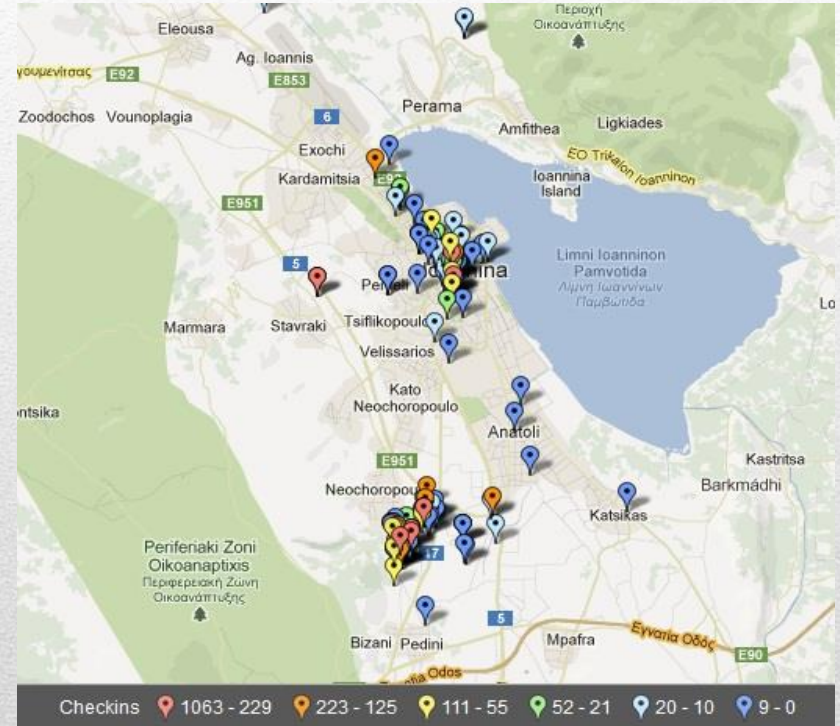 Περιοχή
Οικοανάπτυξης
Eleousa
Ag. Ioannis
E92
E853
Zoodochos
Vounoplagia
6
Perama
Amfithea
Ligkiades
Exochi
Kardamitsia
EO Trikalon Ioanninon
Ioannina
Island
E951
5
Limni Ioanninon
Pamvotida
Λίμνη Ιωαννίνων
Παμβώτιδα
Marmara
Stavraki
Velissarios
Kato
Neochoropoulo
Anatoli
E951
Kastritsa
Barkmádhi
Katsikas
Periferiaki Zoni
Oikoanaptixis
Περιφερειακή Ζώνη
Οικοανάπτυξης
5
Bizani
Pedini
Mpafra
Εγνατία Οδός
E90
Odos
Checkins 1063 - 229 223 - 125 111 - 55 52 - 21 20 - 10 9 - 0